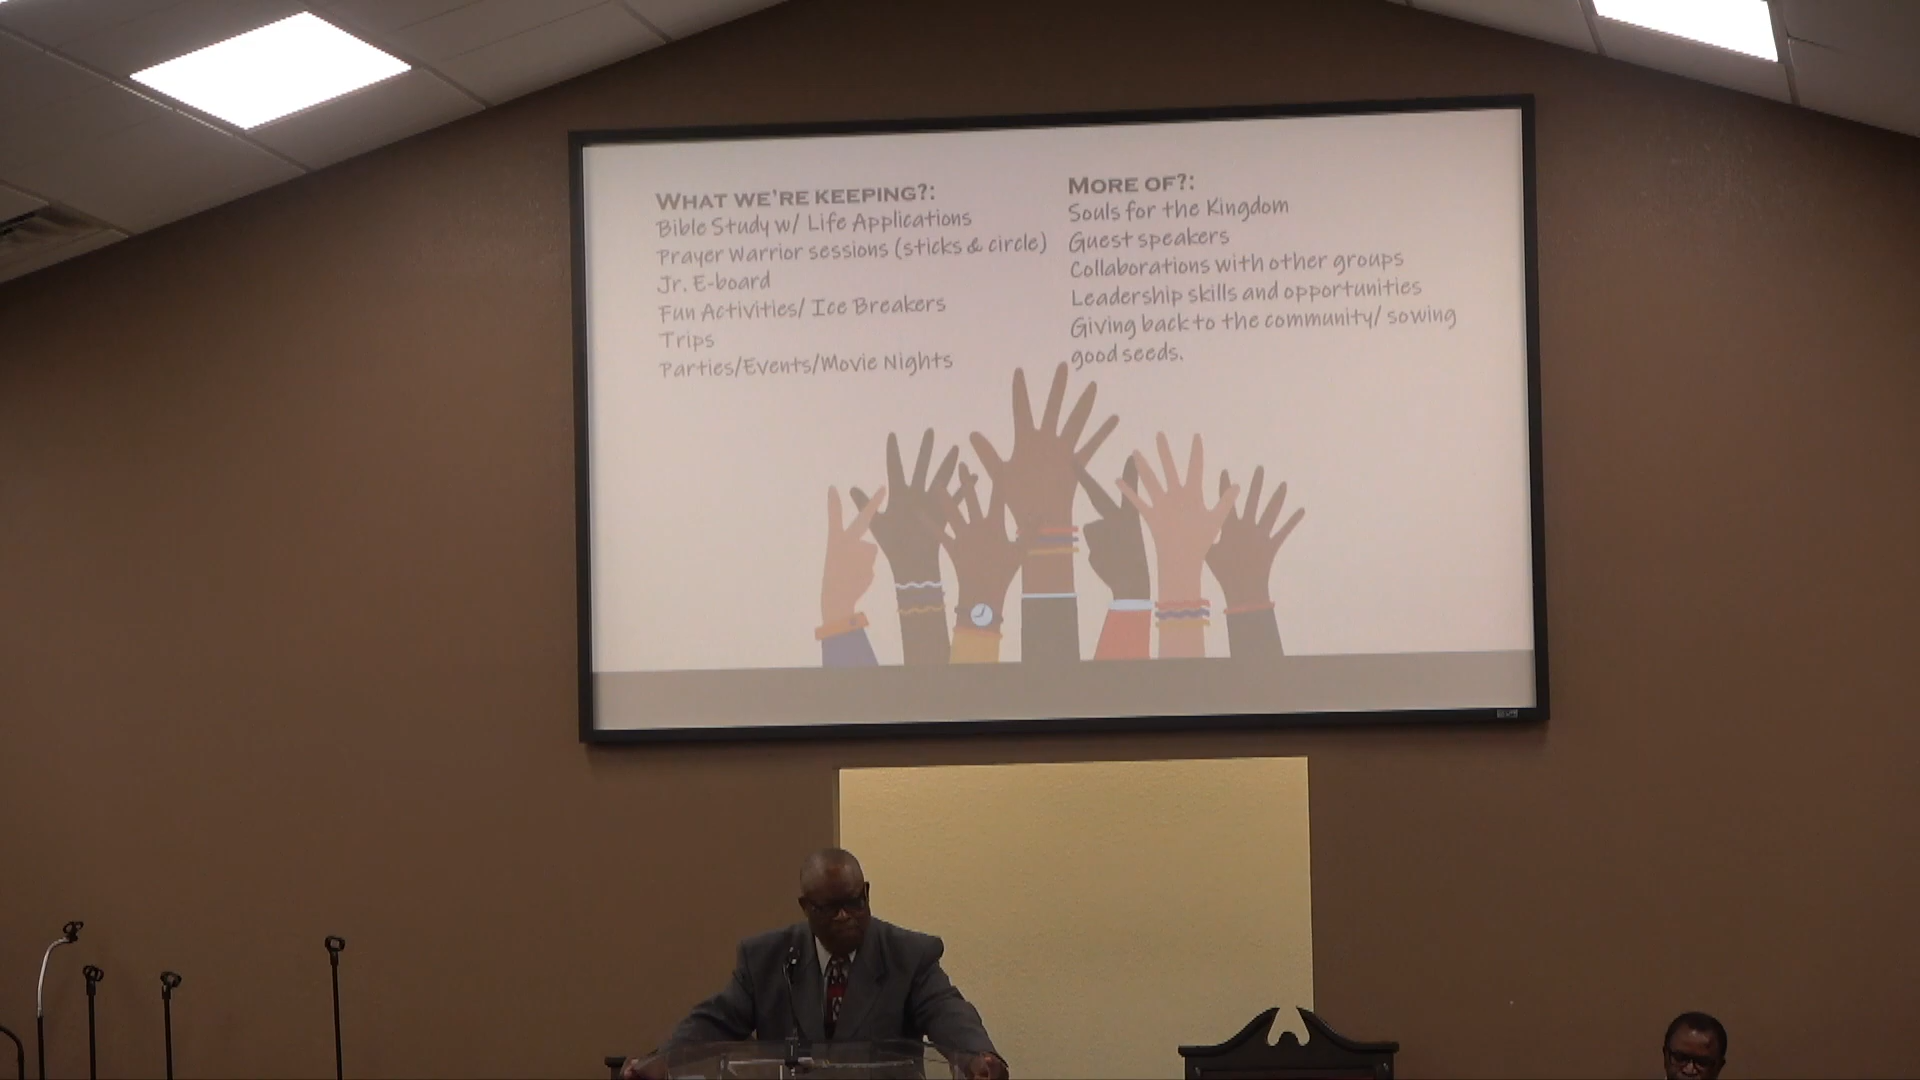 WHAT WE'RE KEEPING?:
Bible Study w/ Life Applications
Prayer Warrior sessions (sticks & circle)
Jr. E-board
Fun Activities/ Ice Breakers
Trips
Parties/Events/Movie Nights
MORE OF?:
Souls for the Kingdom
Guest speakers
Collaborations with other groups
Leadership skills and opportunities
Giving back to the community/ sowing
good seeds.